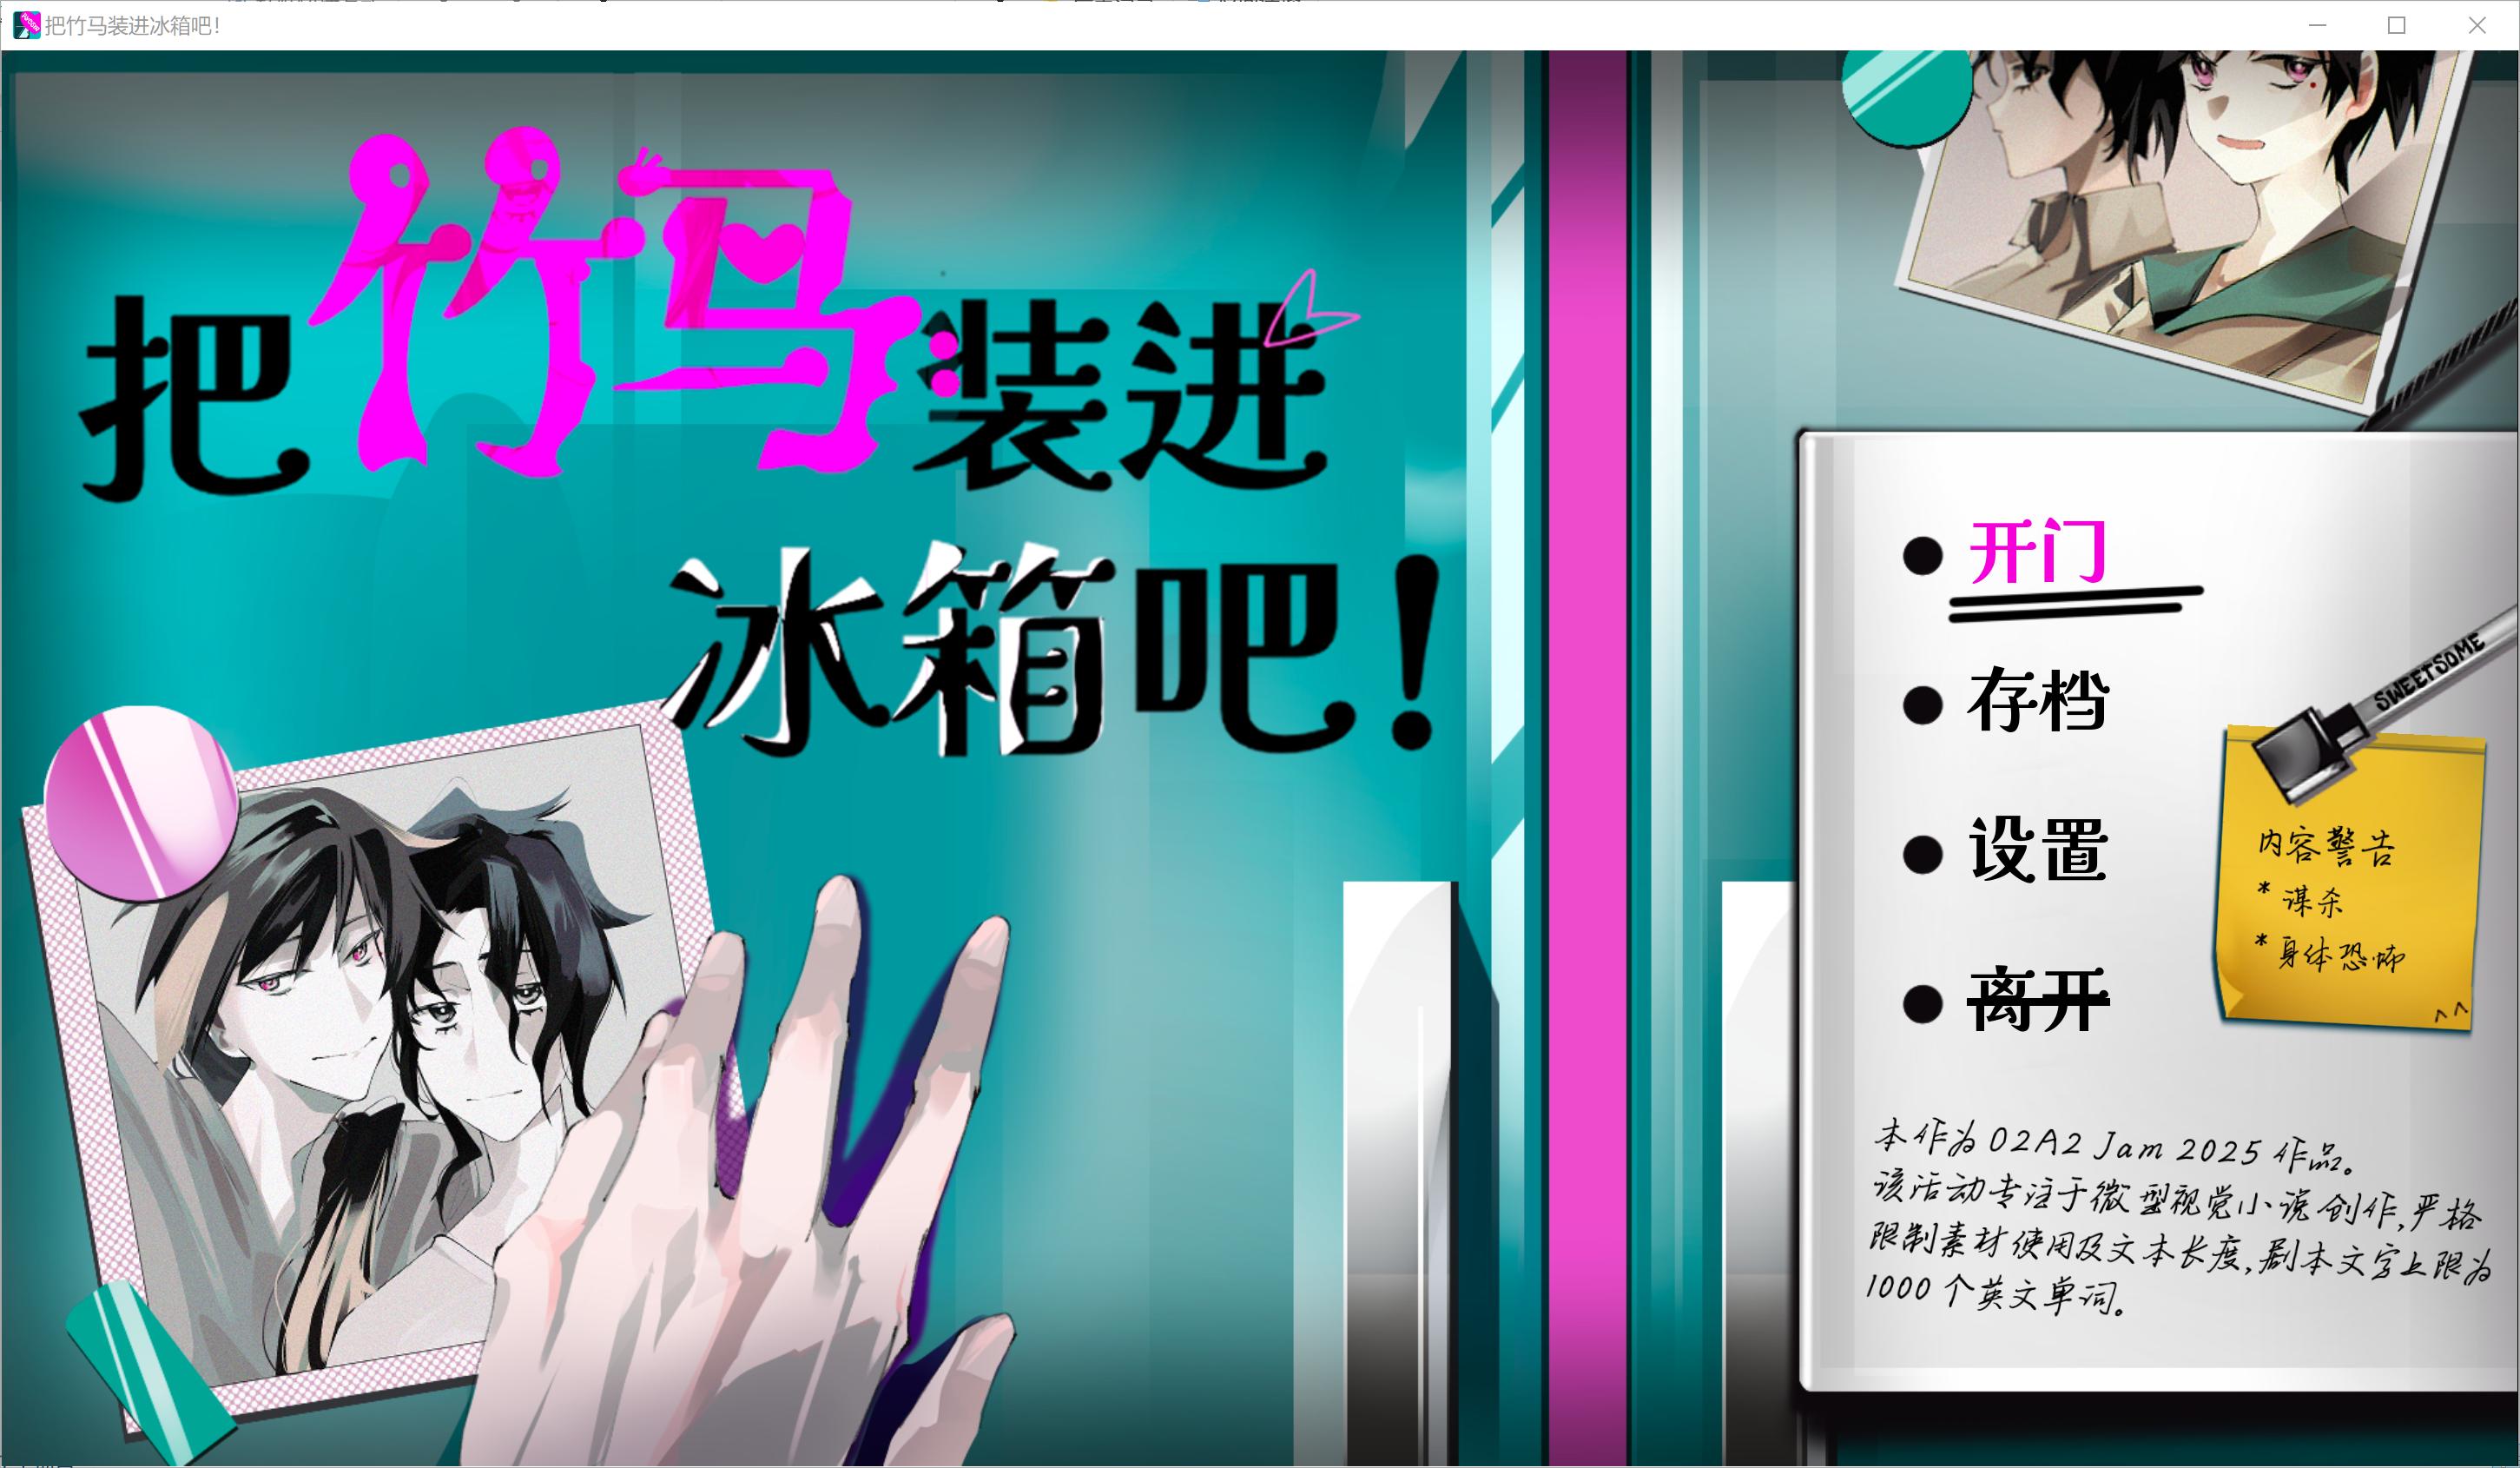 把竹马装进冰箱吧！
把竹马装进
冰箱吧！
开门
存档
设置
离开
SWEETSOME
内容警告
* 谋杀
* 身体恐怖
^^
本作为 O2A2 Jam 2025 作品。
该活动专注于微型视觉小说创作,严格
限制素材使用及文本长度,剧本文字上限为
1000 个英文单词。